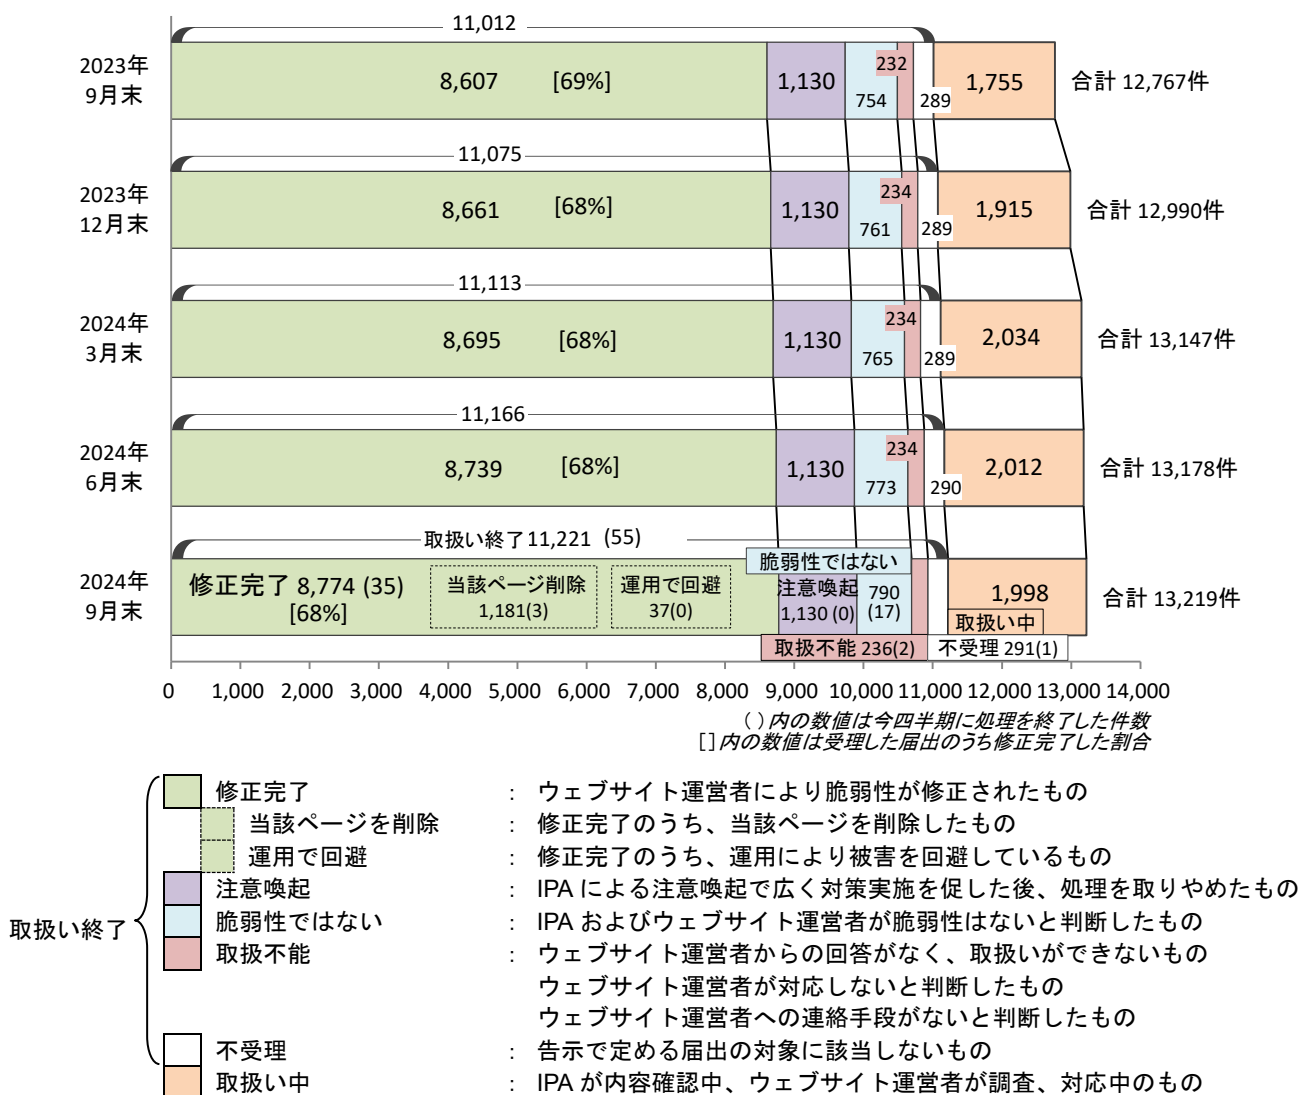 11,012
2023年
9月末
8,607 [69%] 1,130 754 232 289 1,755 合計 12,767件
11,075
2023年
12月末
8,661 [68%] 1,130 761 234 289 1,915 合計 12,990件
11,113
2024年
3月末
8,695 [68%] 1,130 765 234 289 2,034 合計 13,147件
11,166
2024年
6月末
8,739 [68%] 1,130 773 234 290 2,012 合計 13,178件
取扱い終了11,221 (55)
2024年
9月末
修正完了 8,774 (35)
[68%]
当該ページ削除
1,181(3)
運用で回避
37(0)
脆弱性ではない
注意喚起
1,130 (0)
790
(17)
1,998
取扱い中
合計 13,219件
取扱不能 236(2) 不受理 291(1)
0 1,000 2,000 3,000 4,000 5,000 6,000 7,000 8,000 9,000 10,000 11,000 12,000 13,000 14,000
( )内の数値は今四半期に処理を終了した件数
[ ]内の数値は受理した届出のうち修正完了した割合
取扱い終了
修正完了 : ウェブサイト運営者により脆弱性が修正されたもの
当該ページを削除 : 修正完了のうち、当該ページを削除したもの
運用で回避 : 修正完了のうち、運用により被害を回避しているもの
注意喚起 : IPA による注意喚起で広く対策実施を促した後、処理を取りやめたもの
脆弱性ではない : IPA およびウェブサイト運営者が脆弱性はないと判断したもの
取扱不能 : ウェブサイト運営者からの回答がなく、取扱いができないもの
ウェブサイト運営者が対応しないと判断したもの
ウェブサイト運営者への連絡手段がないと判断したもの
不受理 : 告示で定める届出の対象に該当しないもの
取扱い中 : IPA が内容確認中、ウェブサイト運営者が調査、対応中のもの